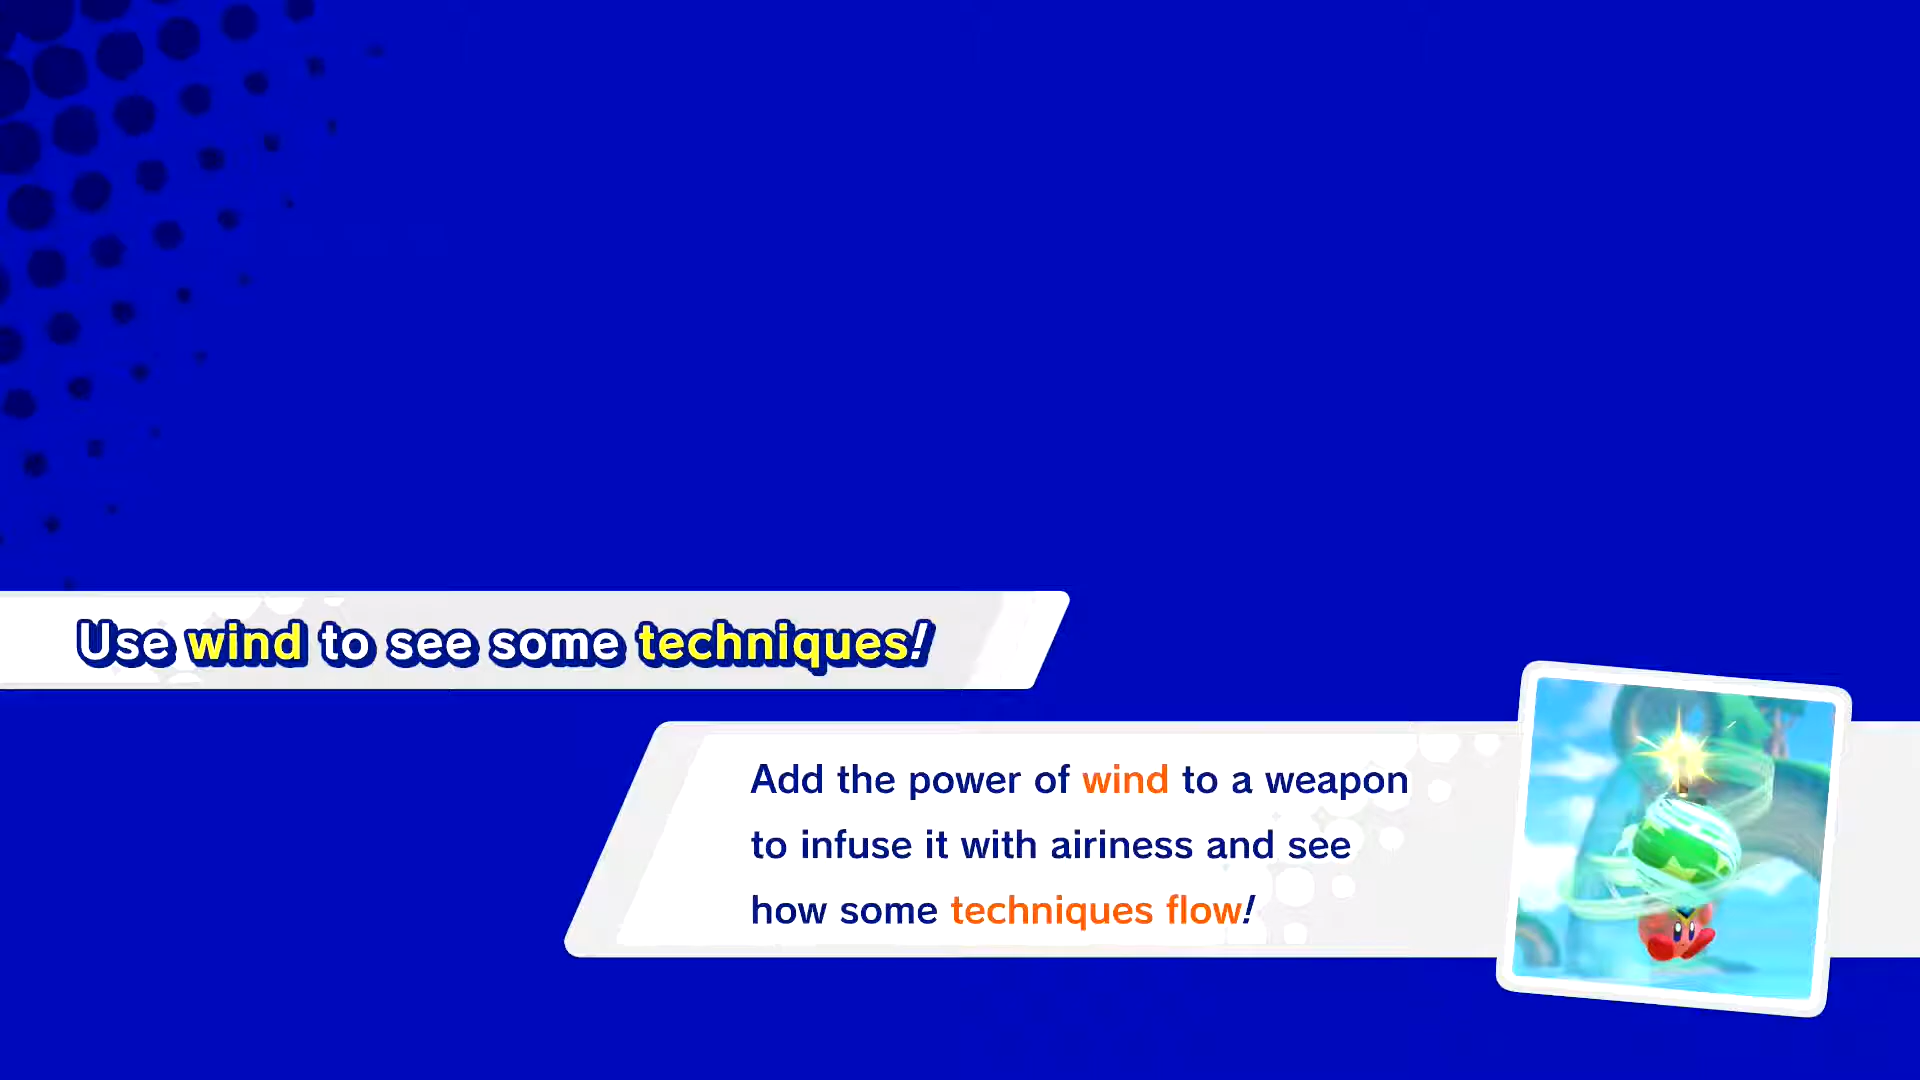 Use wind to see some techniques!
Add the power of wind to a weapon
to infuse it with airiness and see
how some techniques flow!